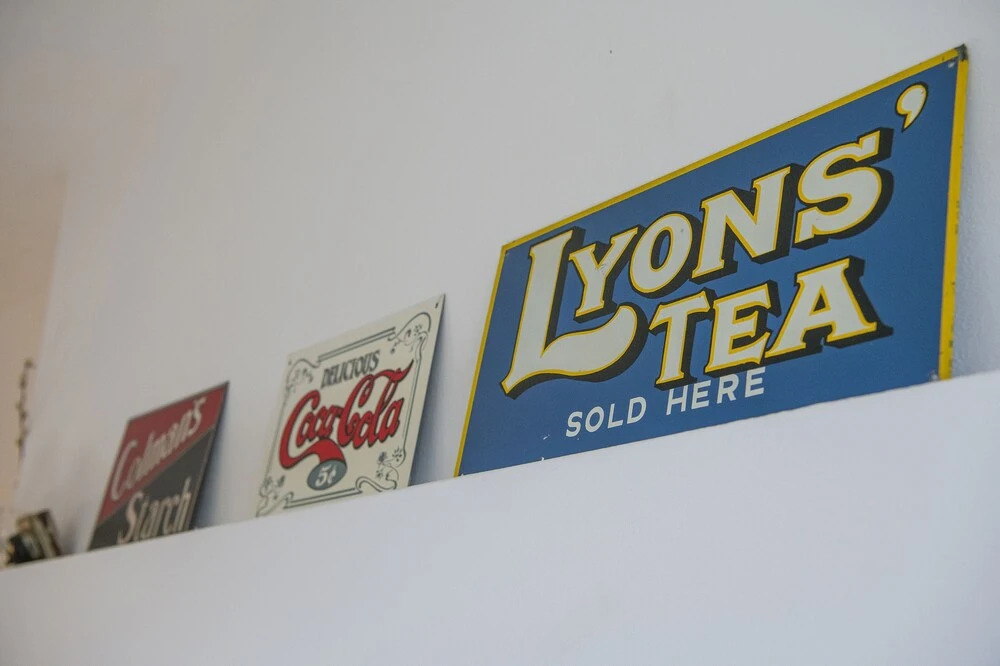 Colman's
Starch
DELICIOUS
Coca-Cola
5¢
LYONS'
TEA
SOLD HERE